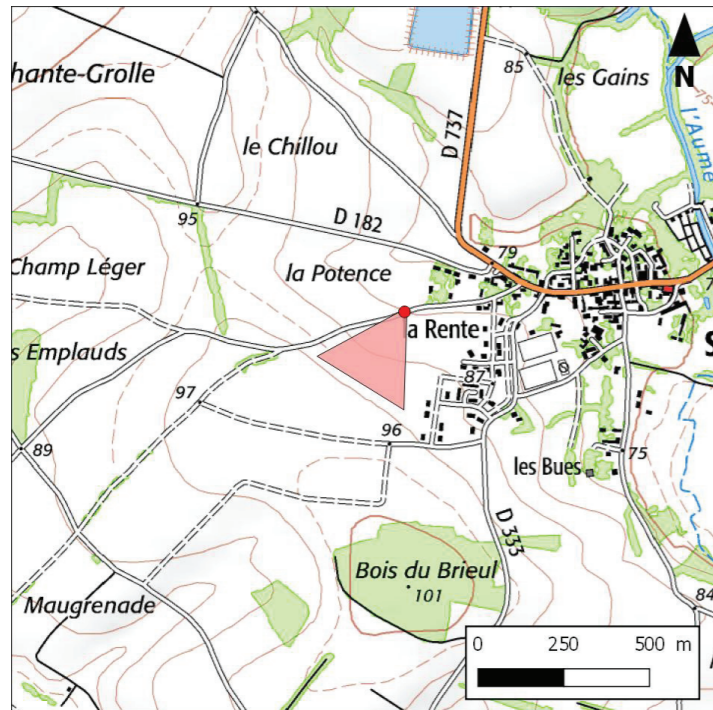 85
les Gains
N
hante-Grolle
l'Aume
le Chillou
D 737
95
D 182
79
Champ Léger
la Potence
la Rente
s Emplauds
87
97
96
89
les Bues
75
D 333
Bois du Brieul
101
Maugrenade
84
0 250 500 m